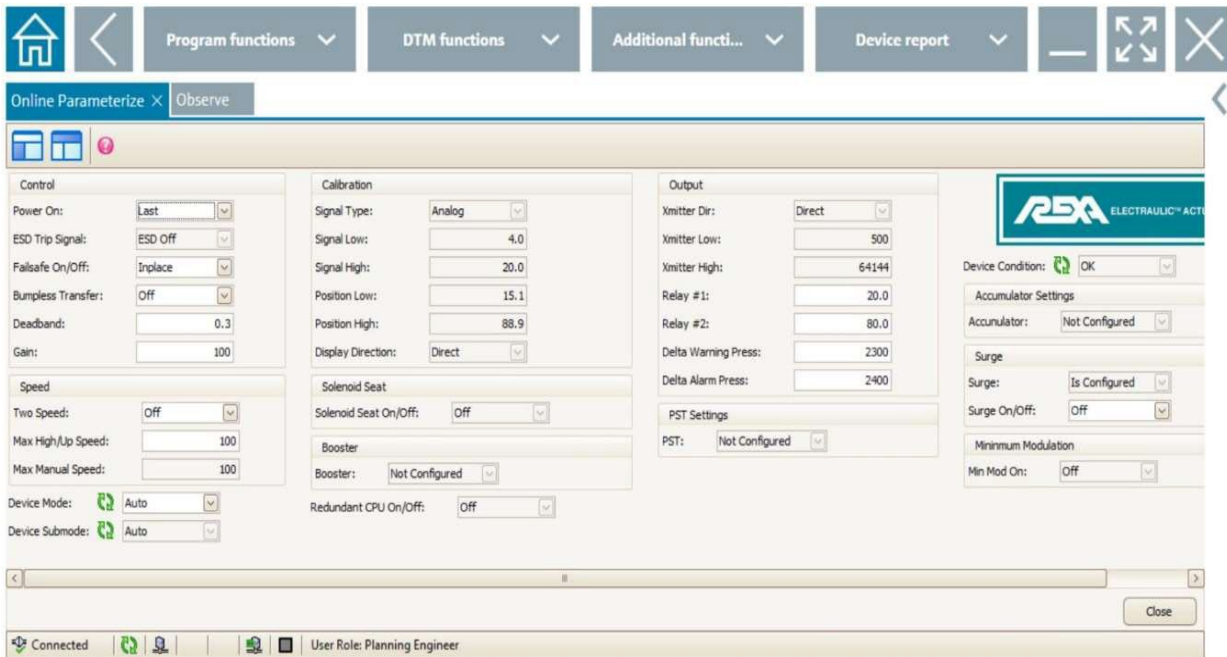 Program functions
DTM functions
Additional functi...
Device report
Online Parameterize
Observe
Control
Power On: Last
ESD Trip Signal: ESD Off
Failsafe On/Off: Inplace
Bumpless Transfer: Off
Deadband: 0.3
Gain: 100
Speed
Two Speed: Off
Max High/Up Speed: 100
Max Manual Speed: 100
Device Mode: Auto
Device Submode: Auto
Calibration
Signal Type: Analog
Signal Low: 4.0
Signal High: 20.0
Position Low: 15.1
Position High: 88.9
Display Direction: Direct
Solenoid Seat
Solenoid Seat On/Off: Off
Booster
Booster: Not Configured
Redundant CPU On/Off: Off
Output
Xmitter Dir: Direct
Xmitter Low: 500
Xmitter High: 64144
Relay #1: 20.0
Relay #2: 80.0
Delta Warning Press: 2300
Delta Alarm Press: 2400
PST Settings
PST: Not Configured
REXA ELECTRAULIC™ ACTU
Device Condition: OK
Accumulator Settings
Accunulator: Not Configured
Surge
Surge: Is Configured
Surge On/Off: Off
Mininmum Modulation
Min Mod On: Off
Close
Connected
User Role: Planning Engineer